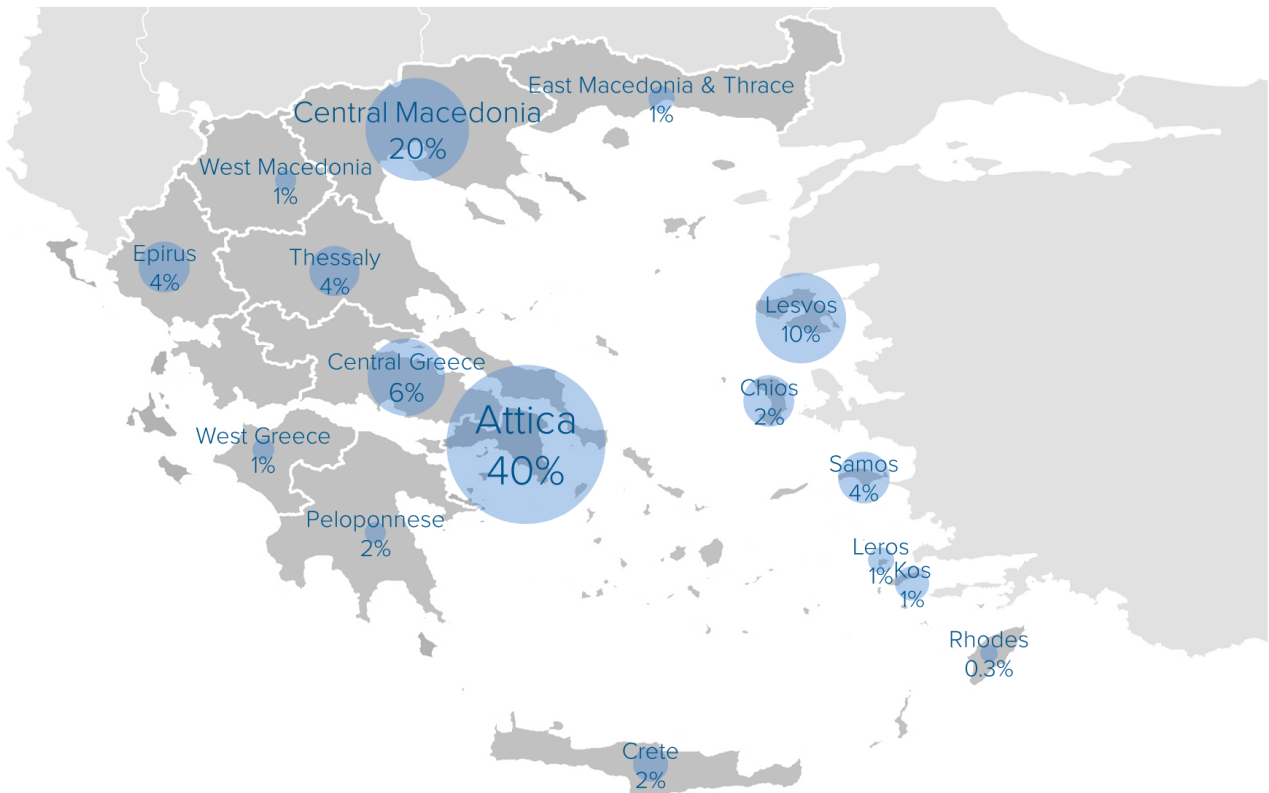 East Macedonia & Thrace
1%
Central Macedonia
20%
West Macedonia
1%
Epirus
4%
Thessaly
4%
Lesvos
10%
Central Greece
6%
Chios
2%
Attica
40%
West Greece
1%
Samos
4%
Peloponnese
2%
Leros
1%
Kos
1%
Rhodes
0.3%
Crete
2%